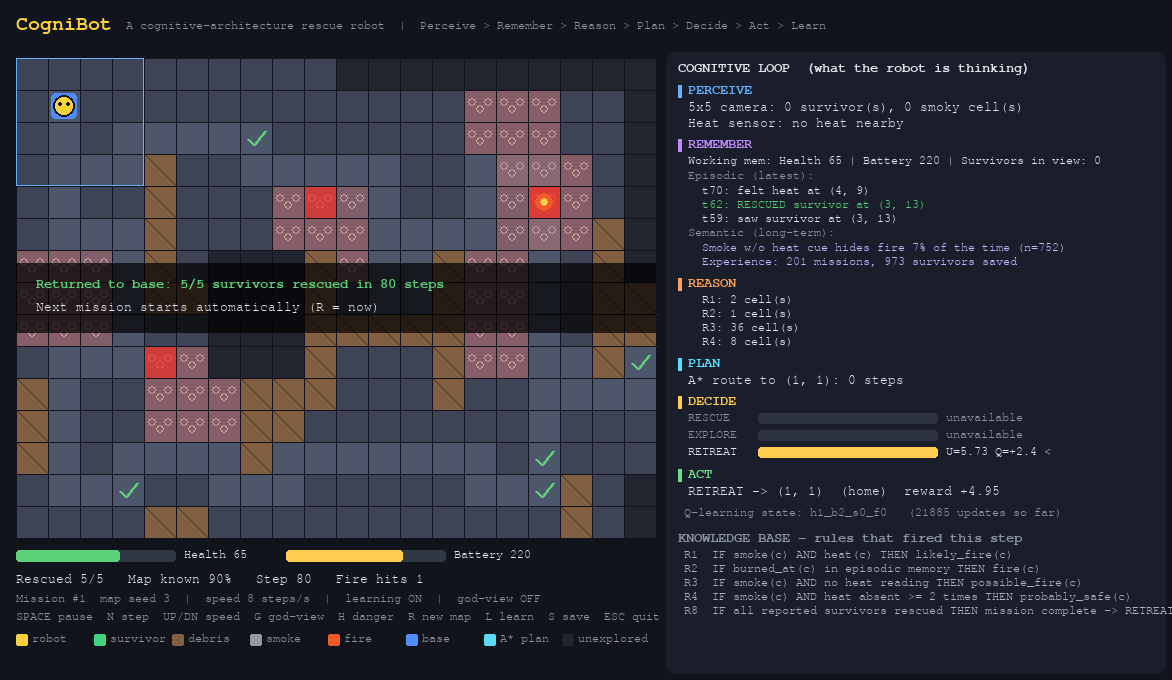 CogniBot A cognitive-architecture rescue robot | Perceive > Remember > Reason > Plan > Decide > Act > Learn
COGNITIVE LOOP (what the robot is thinking)
PERCEIVE
5x5 camera: 0 survivor(s), 0 smoky cell(s)
Heat sensor: no heat nearby
REMEMBER
Working mem: Health 65 | Battery 220 | Survivors in view: 0
Episodic (latest):
t70: felt heat at (4, 9)
t62: RESCUED survivor at (3, 13)
t59: saw survivor at (3, 13)
Semantic (long-term):
Smoke w/o heat cue hides fire 7% of the time (n=752)
Experience: 201 missions, 973 survivors saved
REASON
R1: 2 cell(s)
R2: 1 cell(s)
R3: 36 cell(s)
R4: 8 cell(s)
PLAN
A* route to (1, 1): 0 steps
DECIDE
RESCUE unavailable
EXPLORE unavailable
RETREAT U=5.73 Q=+2.4 <
ACT
RETREAT -> (1, 1) (home) reward +4.95
Q-learning state: h1_b2_s0_f0 (21885 updates so far)
KNOWLEDGE BASE - rules that fired this step
R1 IF smoke(c) AND heat(c) THEN likely_fire(c)
R2 IF burned_at(c) in episodic memory THEN fire(c)
R3 IF smoke(c) AND no heat reading THEN possible_fire(c)
R4 IF smoke(c) AND heat absent >= 2 times THEN probably_safe(c)
R8 IF all reported survivors rescued THEN mission complete -> RETREAT
Returned to base: 5/5 survivors rescued in 80 steps
Next mission starts automatically (R = now)
Health 65 Battery 220
Rescued 5/5 Map known 90% Step 80 Fire hits 1
Mission #1 map seed 3 | speed 8 steps/s | learning ON | god-view OFF
SPACE pause N step UP/DN speed G god-view H danger R new map L learn S save ESC quit
robot survivor debris smoke fire base A* plan unexplored